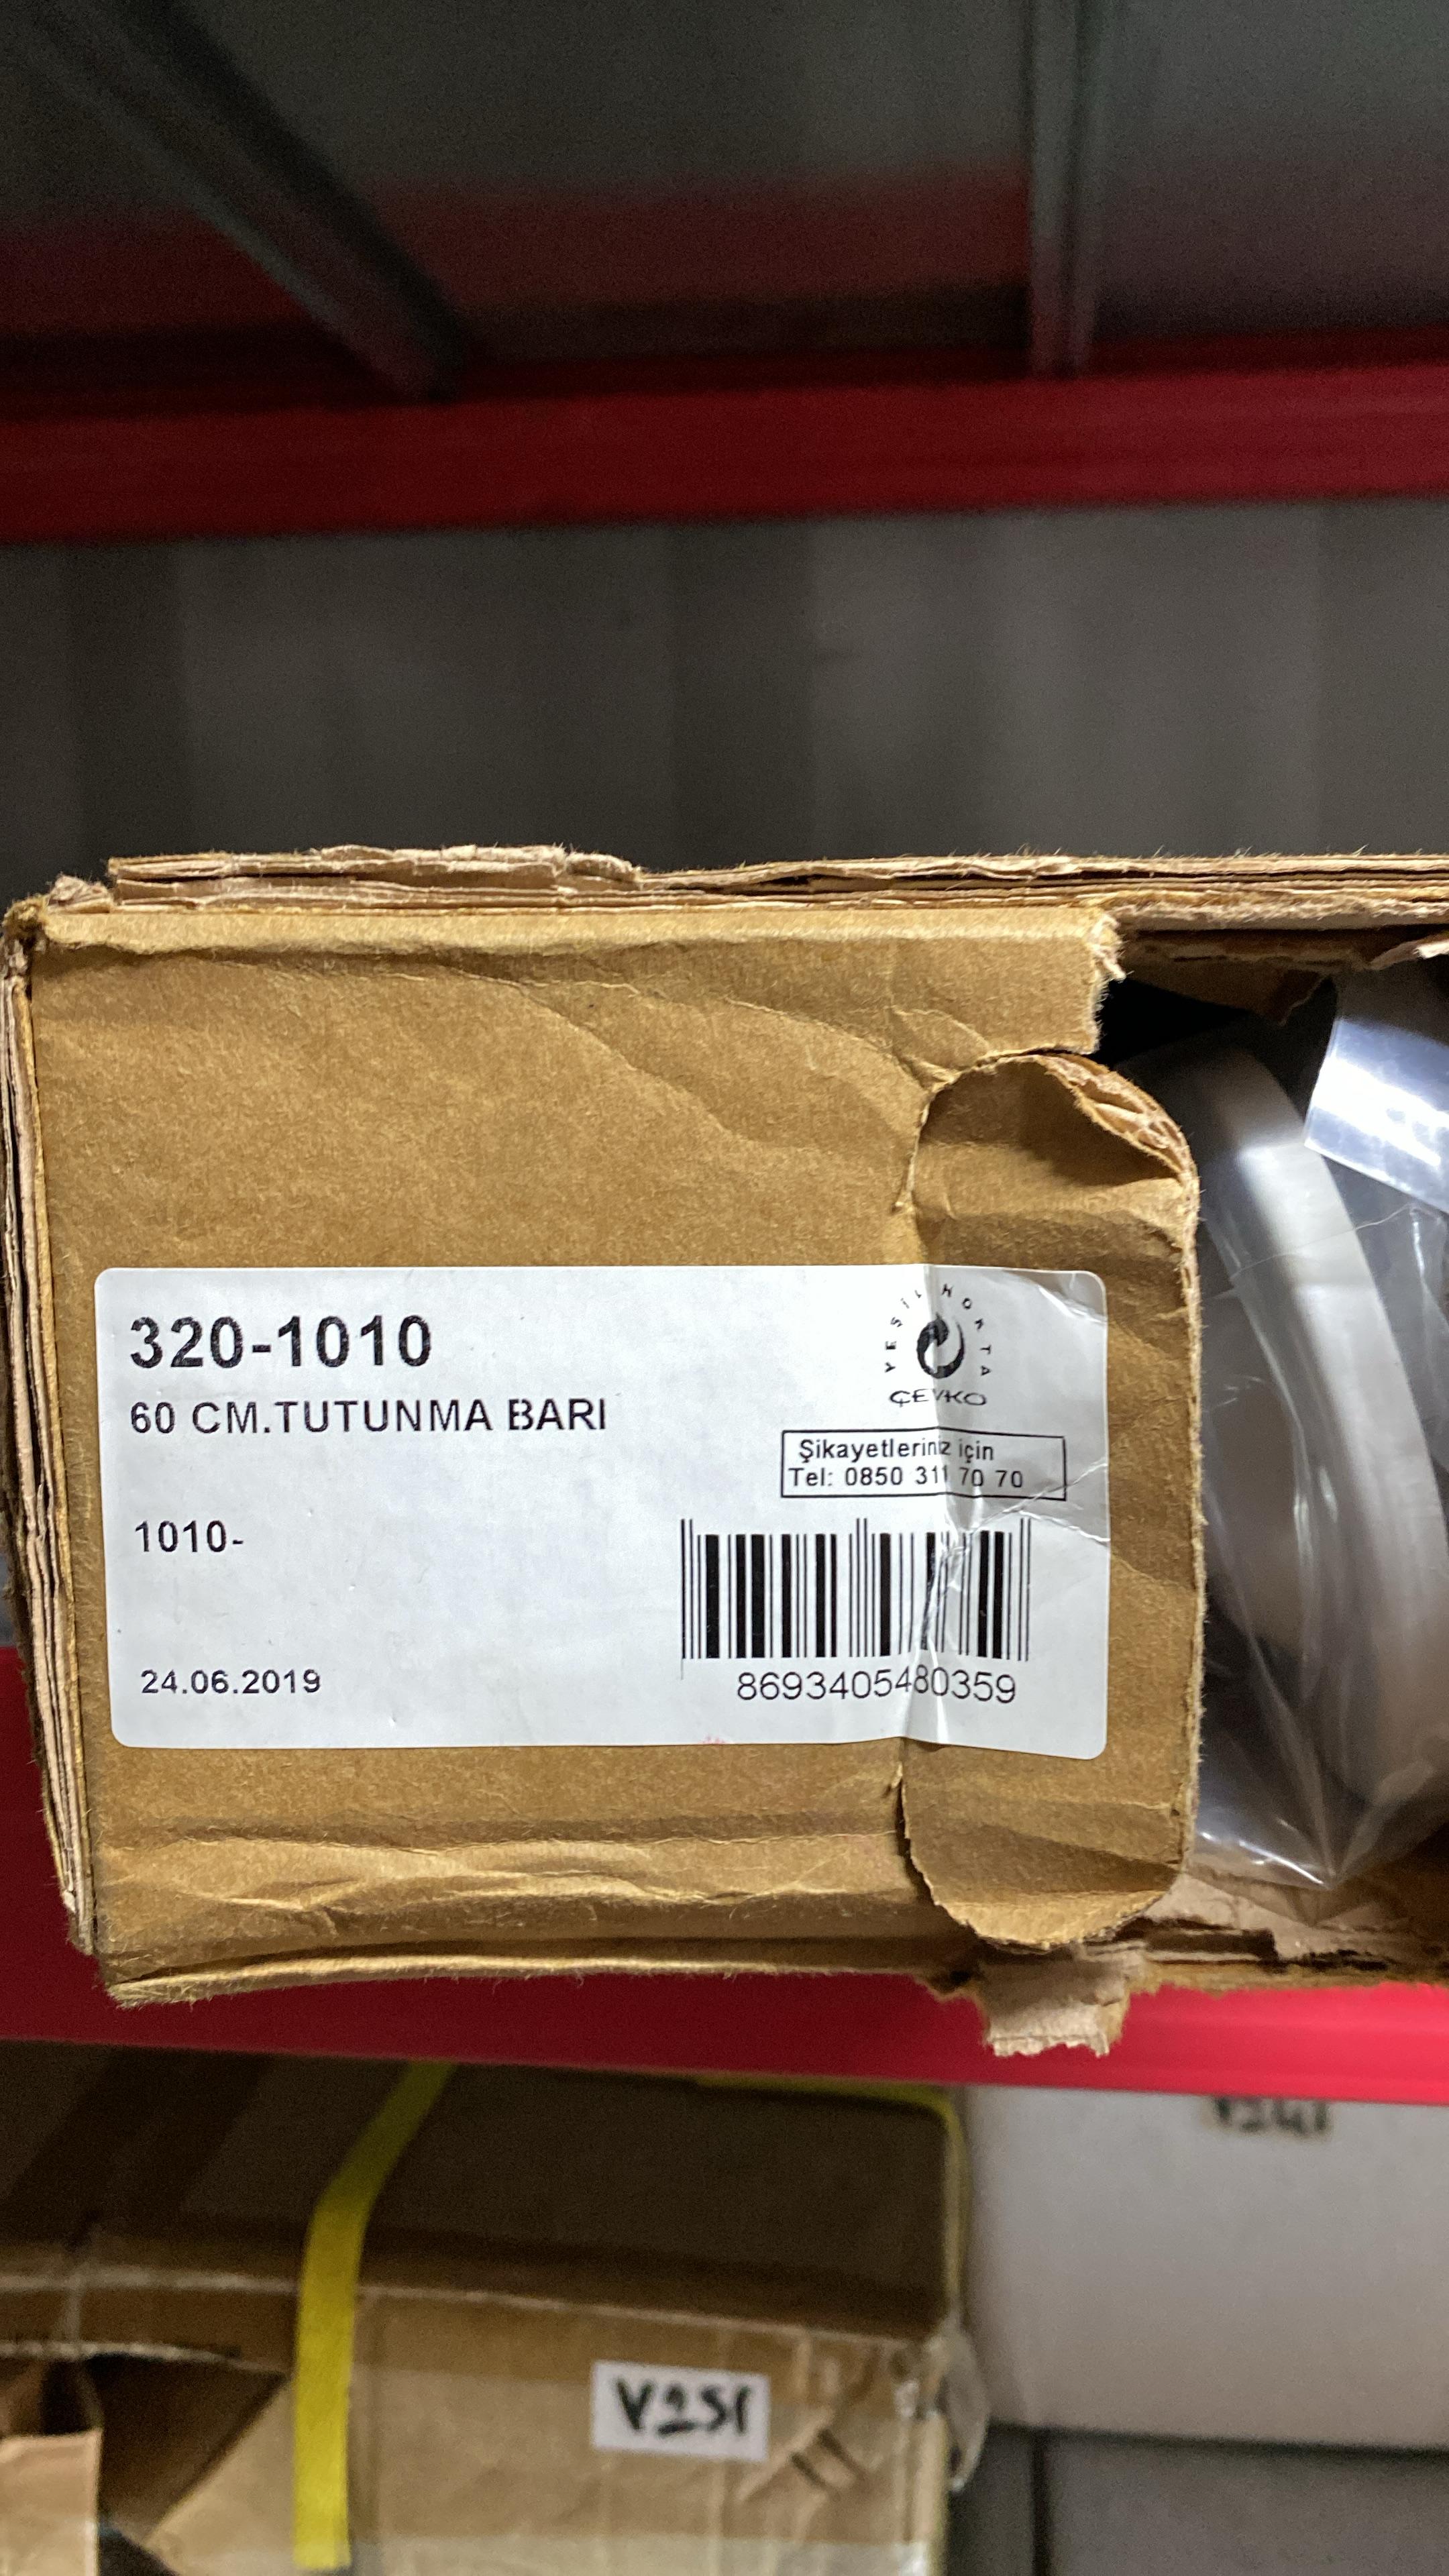 320-1010
60 CM.TUTUNMA BARI
YEŞİL NOKTA
ÇEVKO
Şikayetleriniz için
Tel: 0850 311 70 70
1010-
24.06.2019
8693405480359
V251